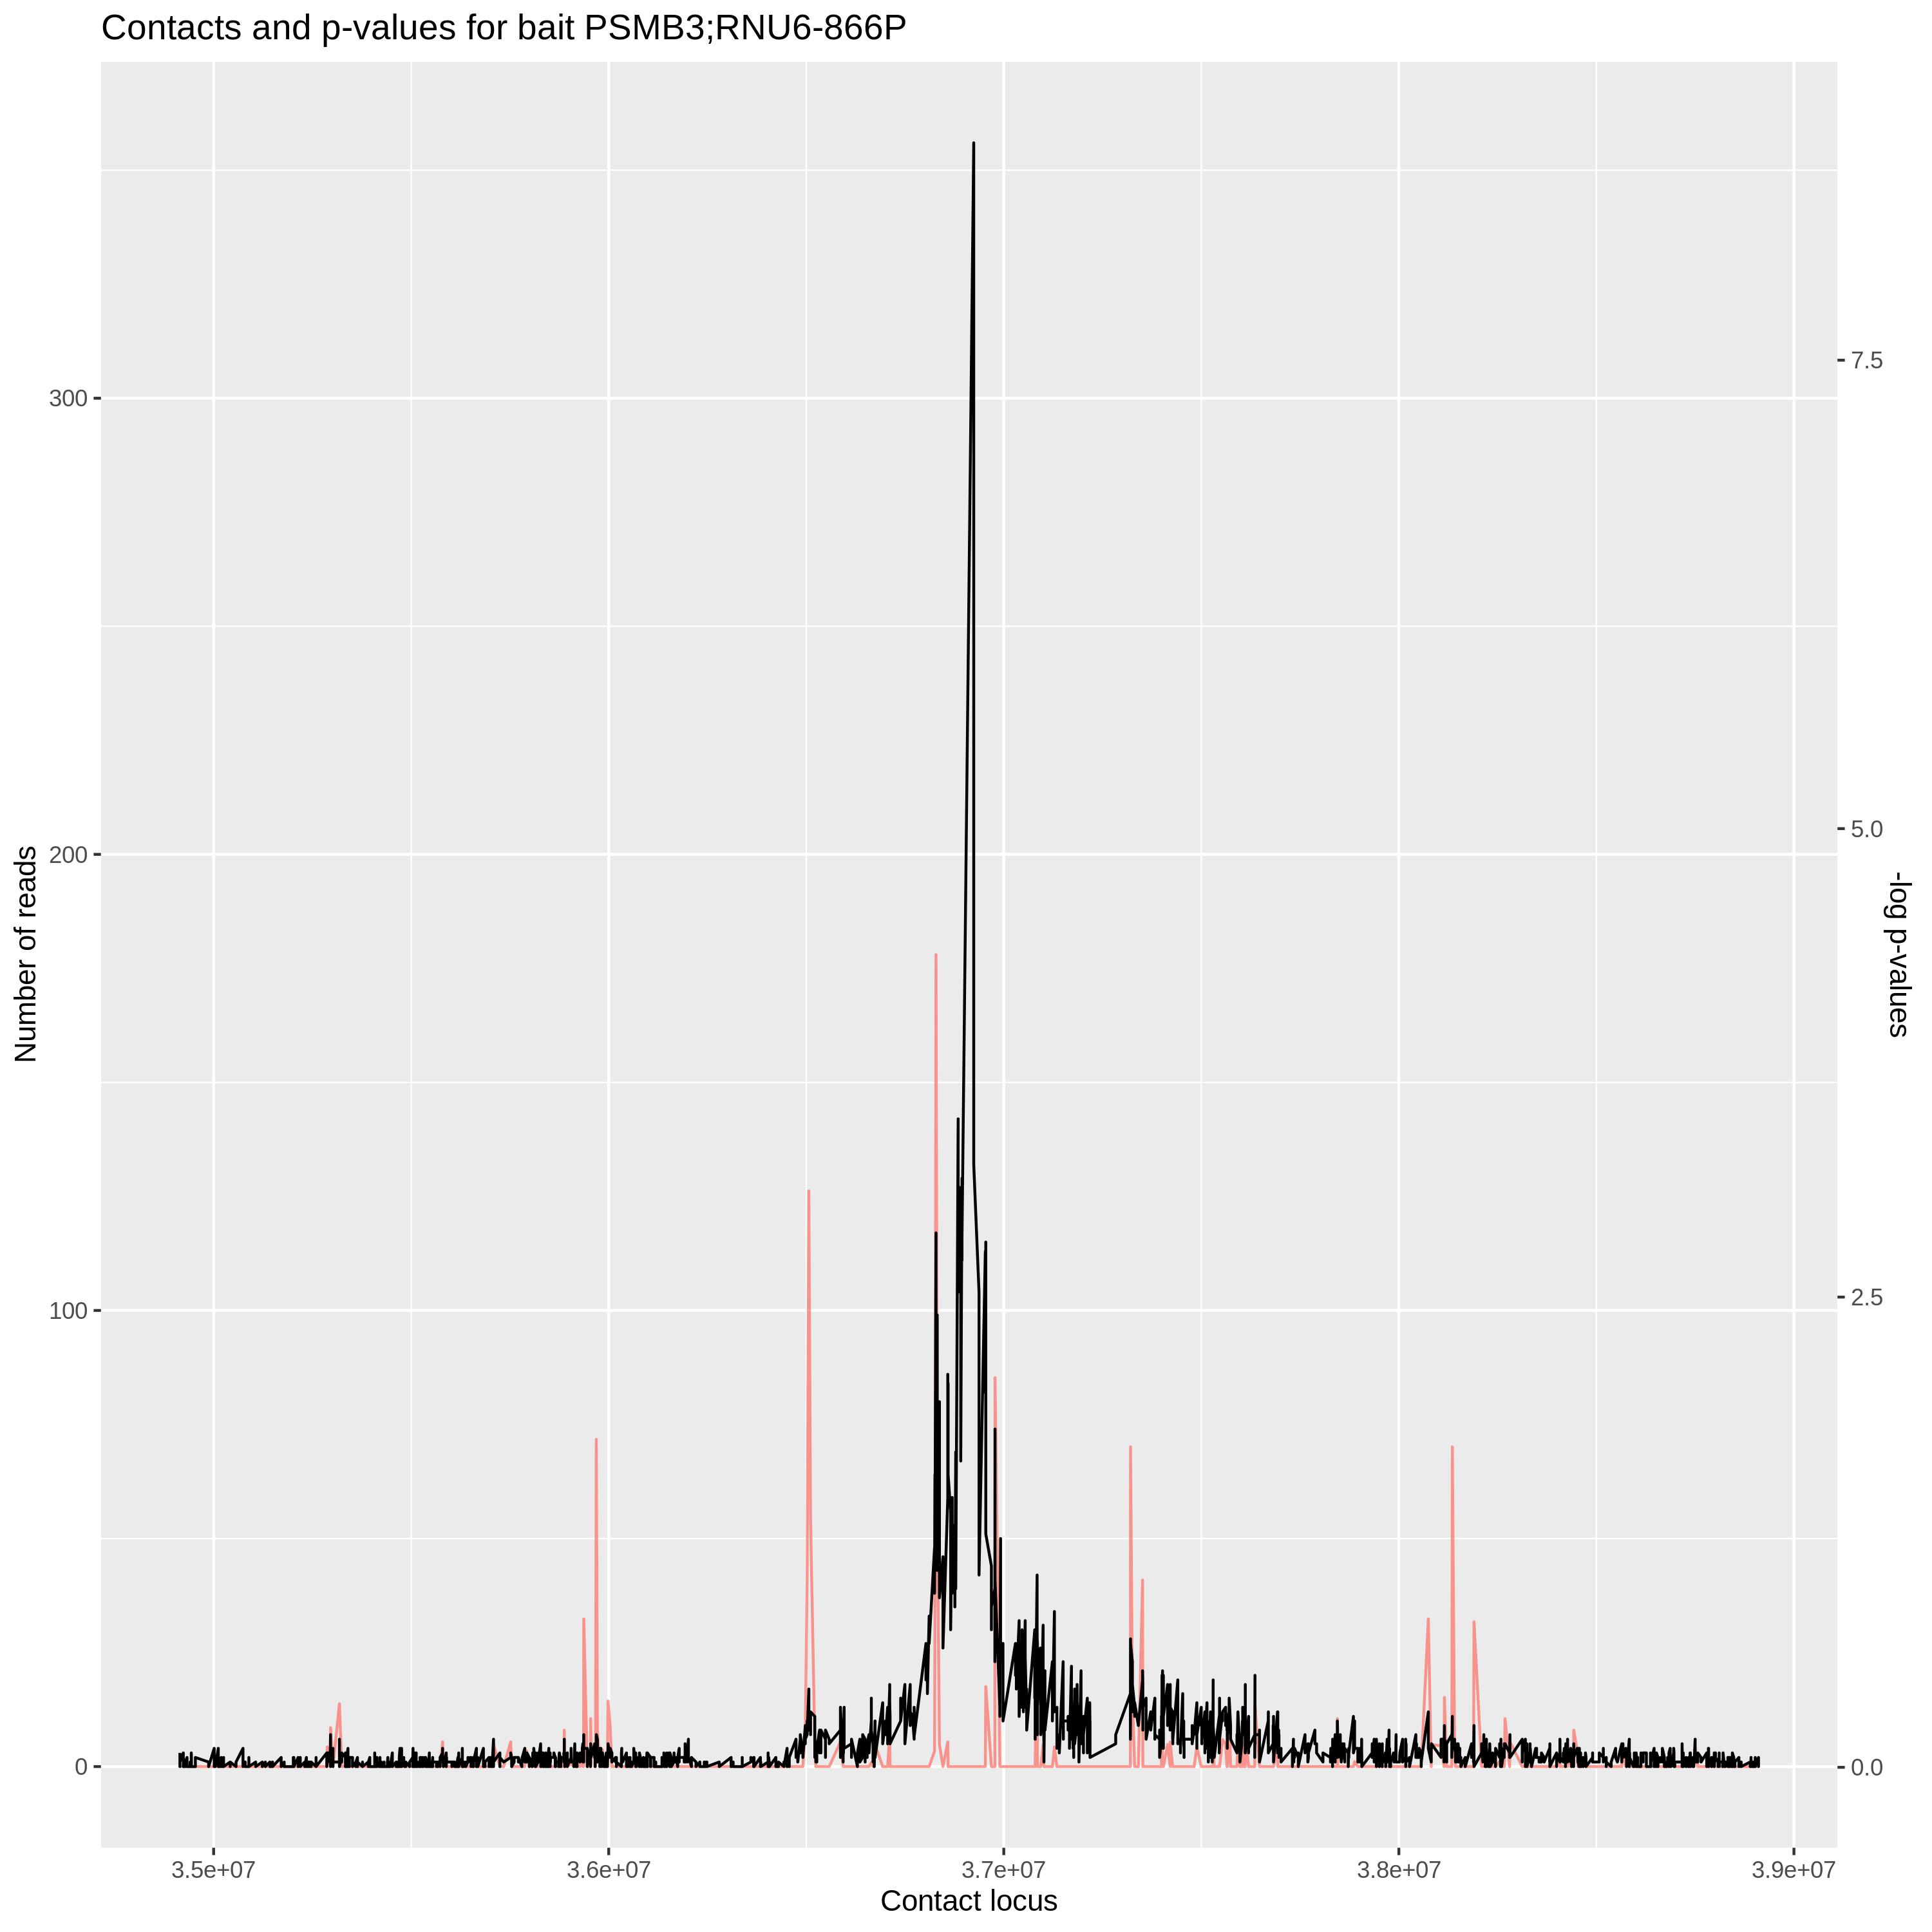 Contacts and p-values for bait PSMB3;RNU6-866P
300
200
100
0
Number of reads
7.5
5.0
2.5
0.0
-log p-values
3.5e+07 3.6e+07 3.7e+07 3.8e+07 3.9e+07
Contact locus